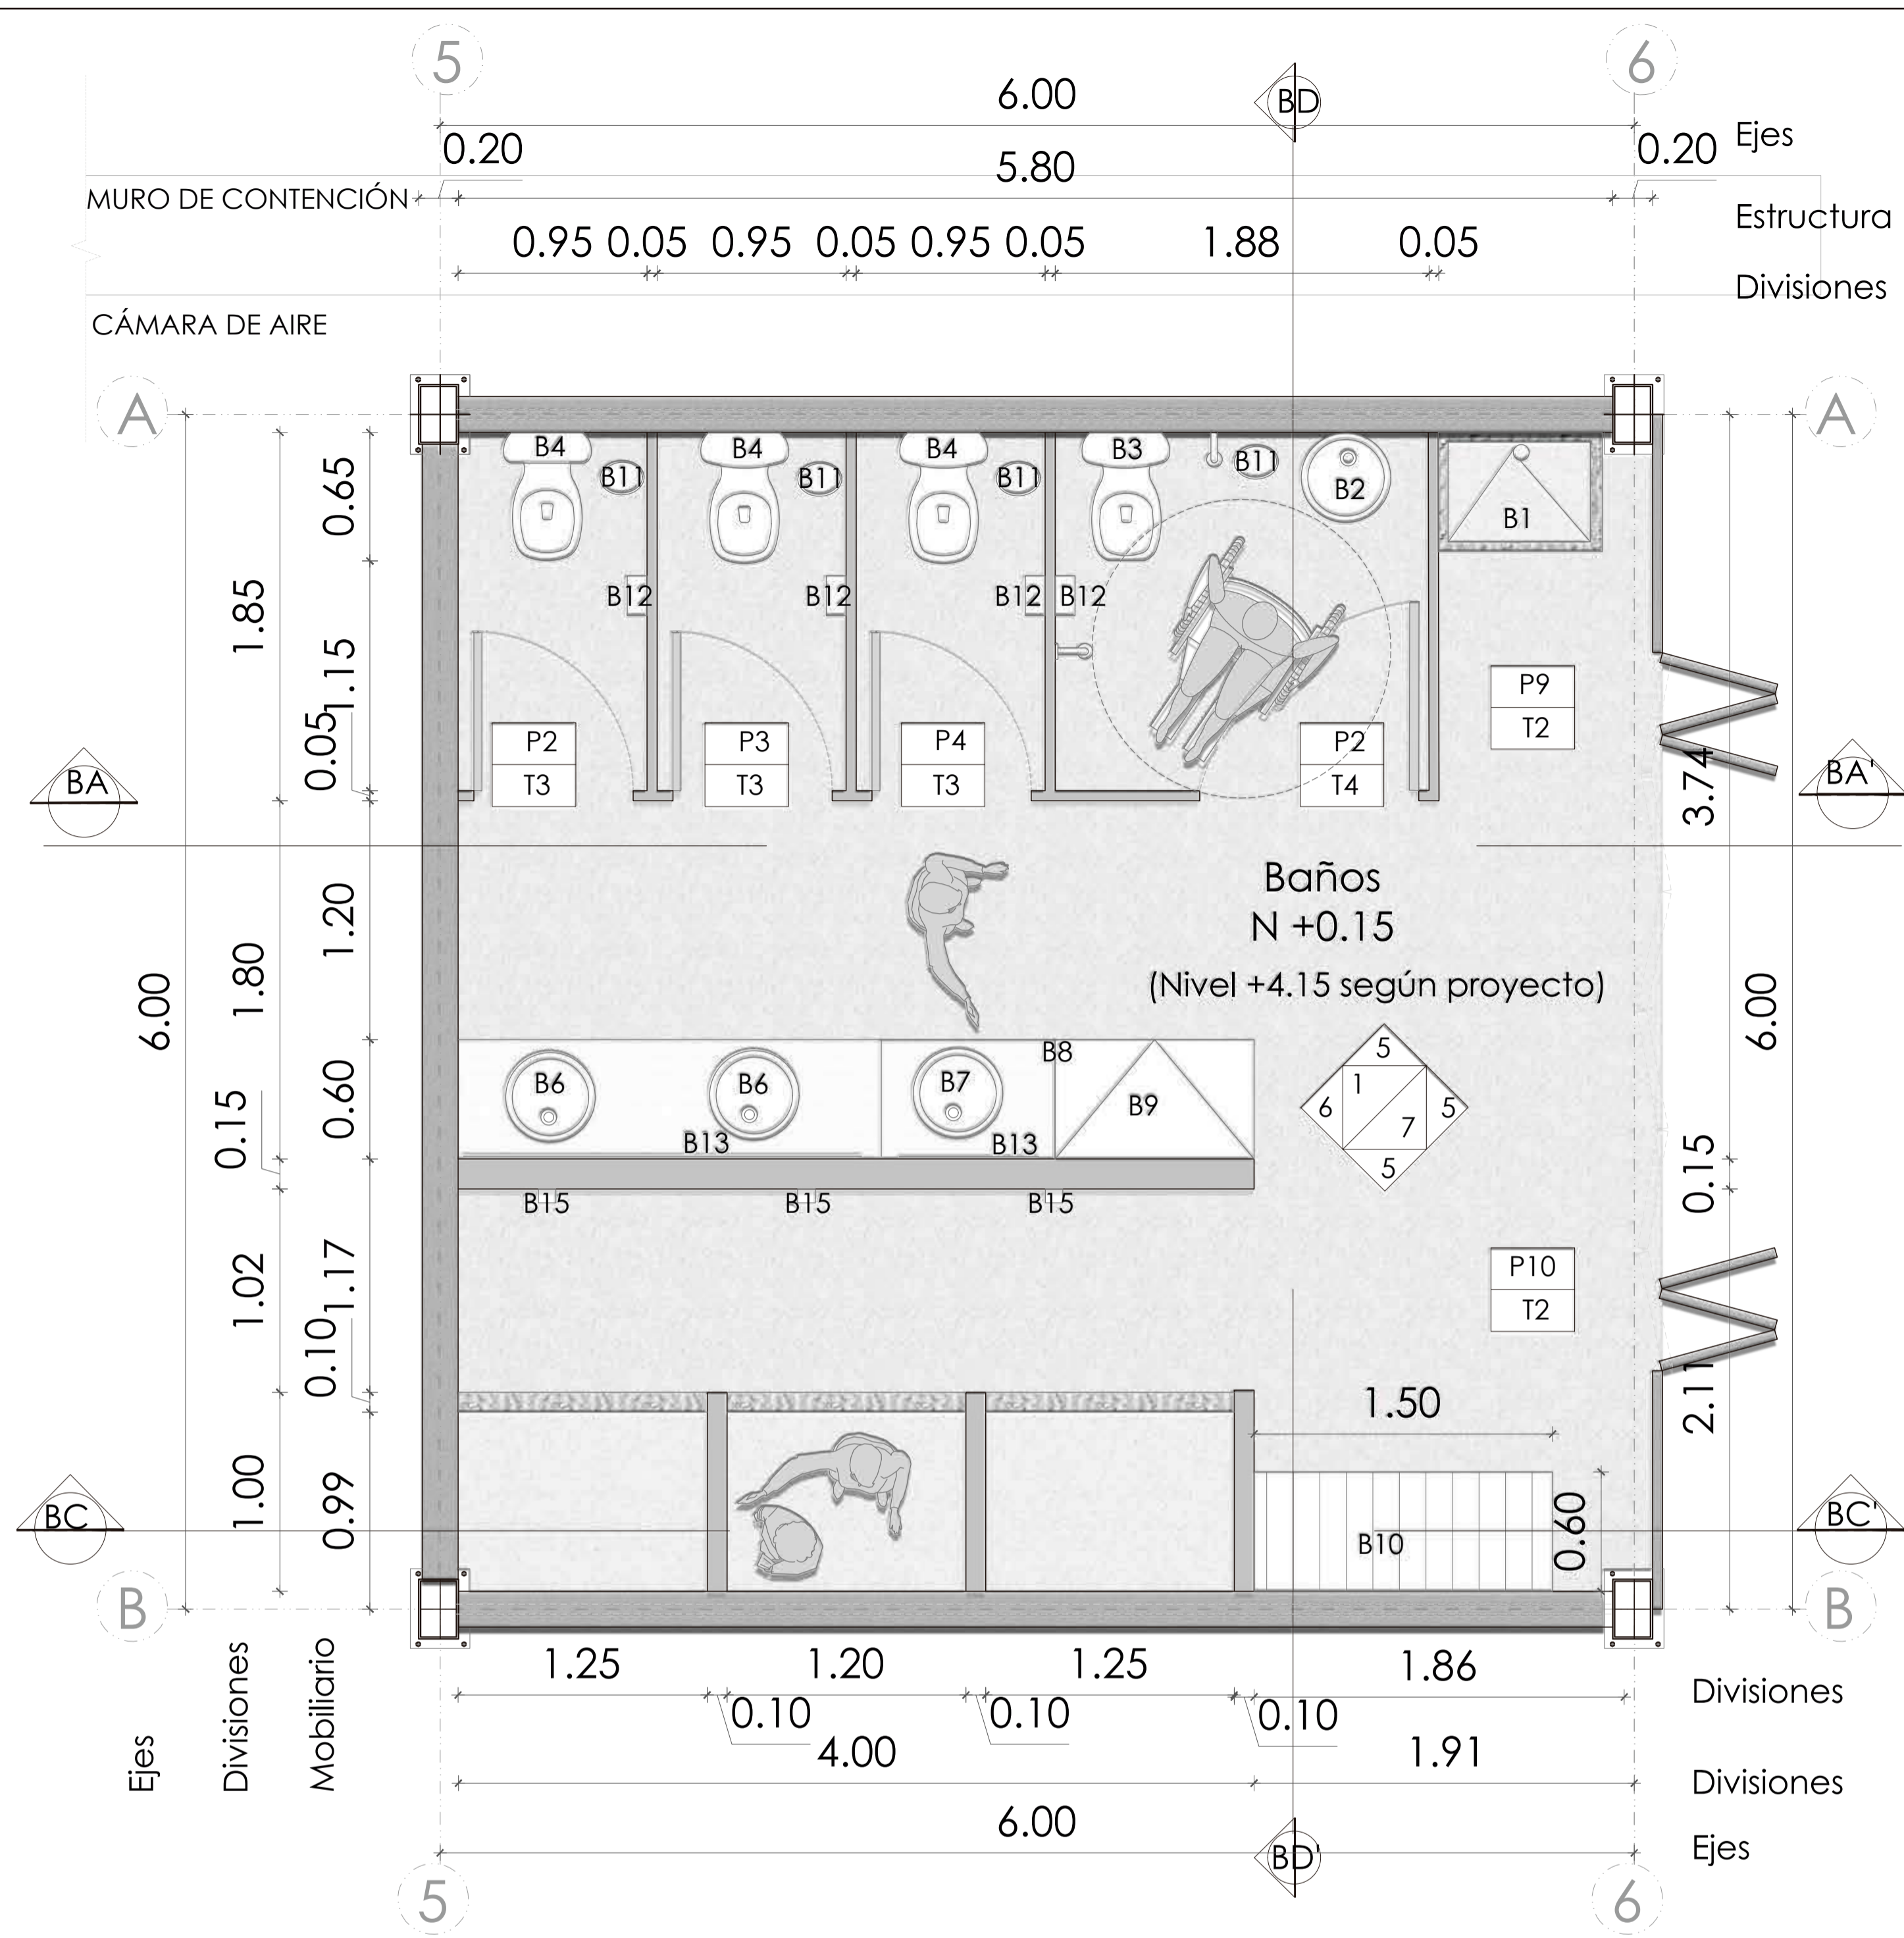 5
6
6.00
BD
Ejes
0.20
5.80
0.20
MURO DE CONTENCIÓN
Estructura
0.95 0.05 0.95 0.05 0.95 0.05 1.88 0.05
Divisiones
CÁMARA DE AIRE
A
A
B4
B4
B4
B3
B11
B11
B11
B11
B2
B1
0.65
1.85
B12
B12
B12
B12
1.15
0.05
P2
T3
P3
T3
P4
T3
P2
T4
P9
T2
3.74
BA
BA'
Baños
N +0.15
(Nivel +4.15 según proyecto)
1.20
1.80
6.00
6.00
0.60
0.15
B6
B6
B7
B8
B9
B13
B13
5
1
6
5
7
5
0.15
B15
B15
B15
1.17
1.02
0.10
P10
T2
2.11
1.50
1.00
0.99
BC
BC'
B10
0.60
B
B
1.25
1.20
1.25
1.86
Divisiones
0.10
0.10
0.10
4.00
1.91
Divisiones
6.00
Ejes
BD'
Ejes
Divisiones
Mobiliario
5
6